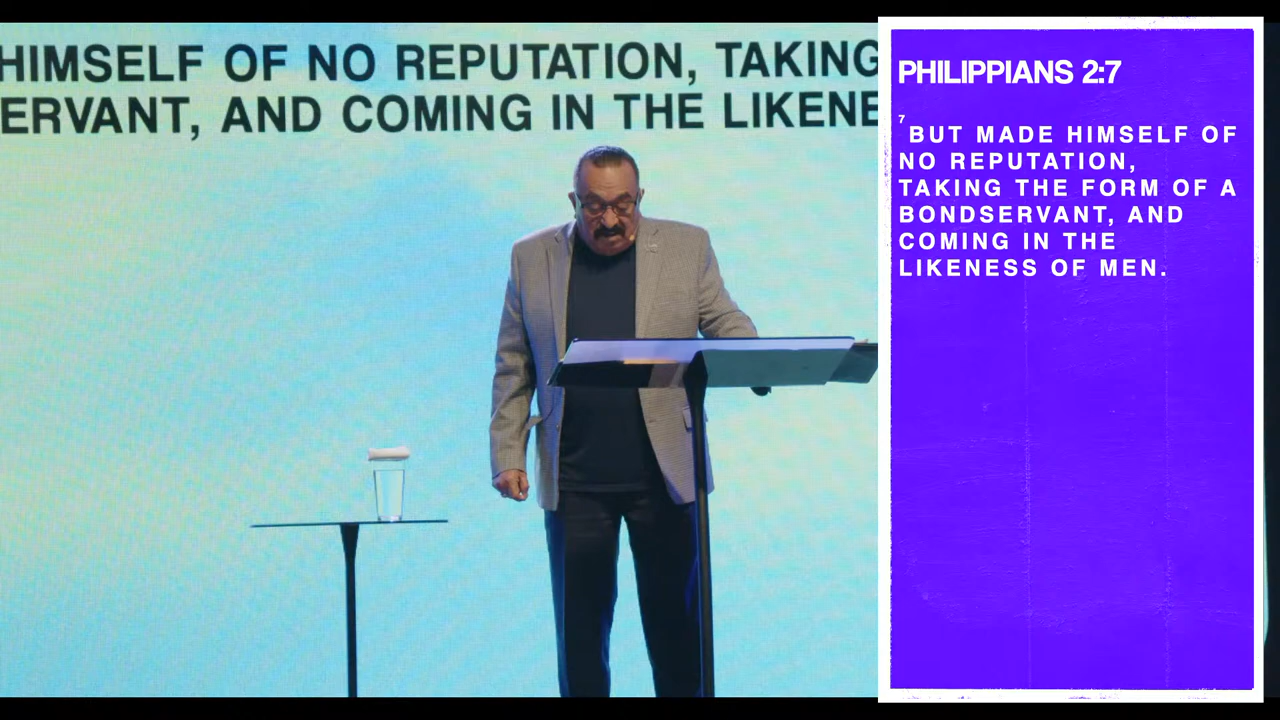 HIMSELF OF NO REPUTATION, TAKING
ERVANT, AND COMING IN THE LIKENE
PHILIPPIANS 2:7
7
BUT MADE HIMSELF OF
NO REPUTATION,
TAKING THE FORM OF A
BONDSERVANT, AND
COMING IN THE
LIKENESS OF MEN.